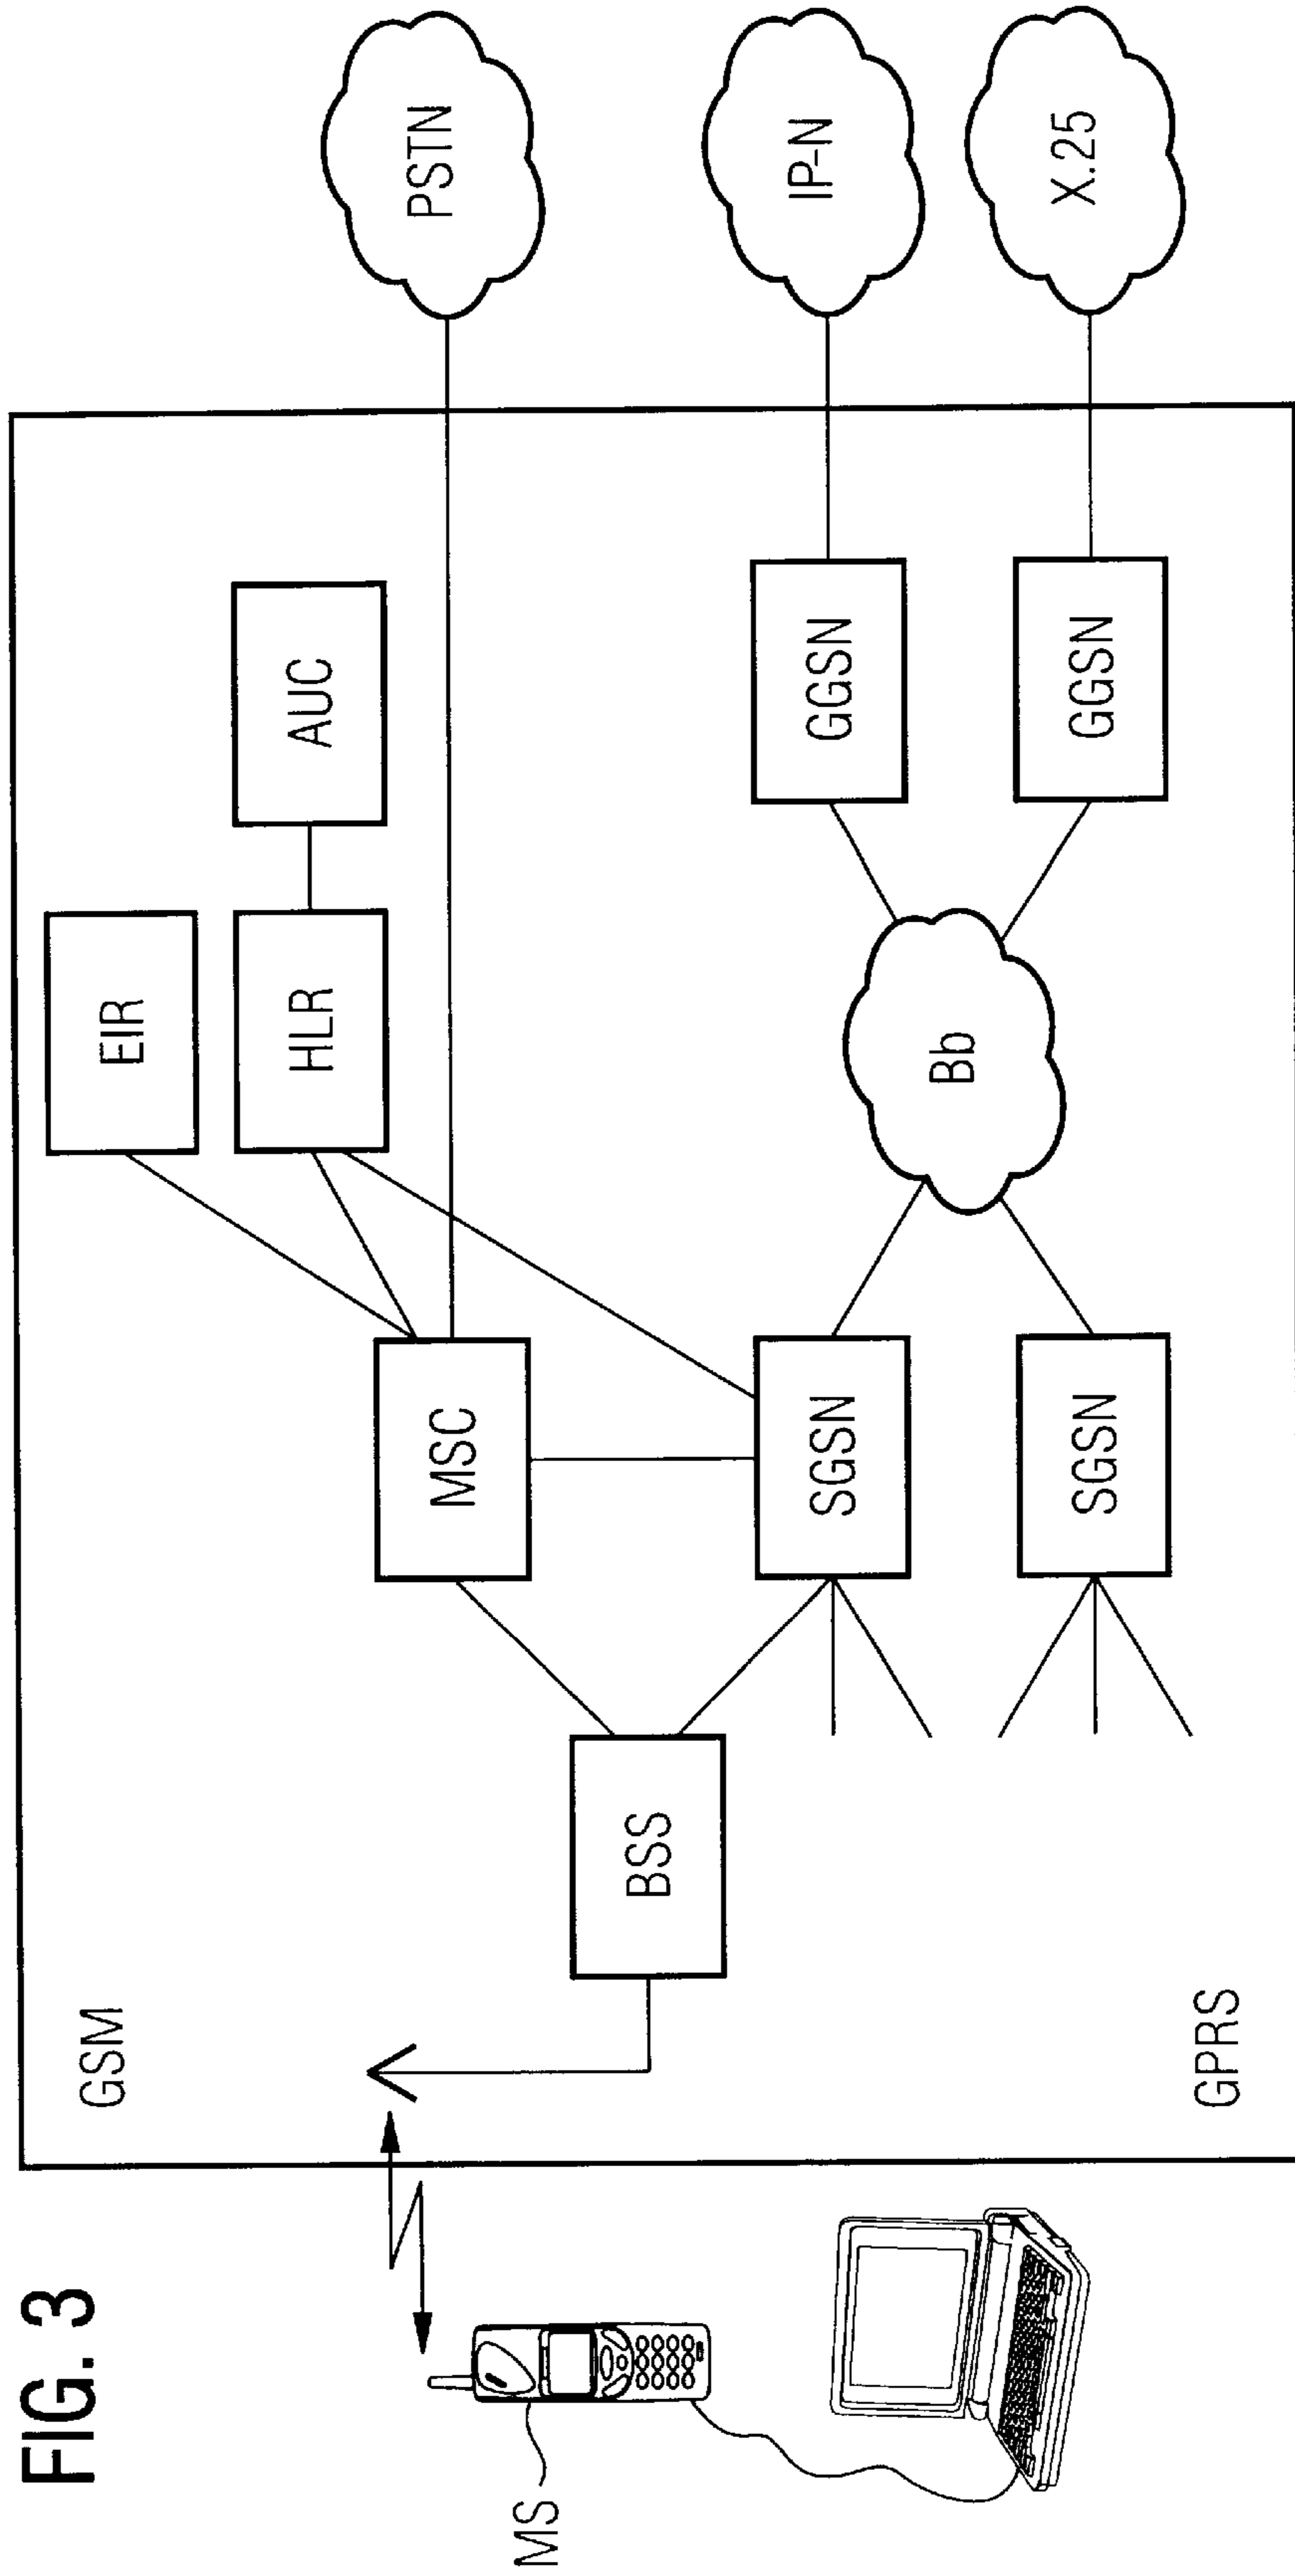 FIG. 3
GSM
EIR
HLR
AUC
MSC
PSTN
MS
BSS
SGSN
Bb
GGSN
IP-N
SGSN
GGSN
X.25
GPRS